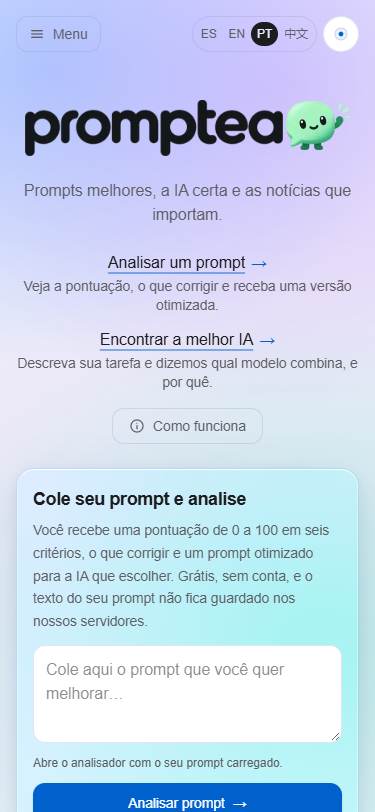 Menu
ES EN PT 中文
promptea
Prompts melhores, a IA certa e as notícias que
importam.
Analisar um prompt →
Veja a pontuação, o que corrigir e receba uma versão
otimizada.
Encontrar a melhor IA →
Descreva sua tarefa e dizemos qual modelo combina, e
por quê.
Como funciona
Cole seu prompt e analise
Você recebe uma pontuação de 0 a 100 em seis
critérios, o que corrigir e um prompt otimizado
para a IA que escolher. Grátis, sem conta, e o
texto do seu prompt não fica guardado nos
nossos servidores.
Cole aqui o prompt que você quer
melhorar…
Abre o analisador com o seu prompt carregado.
Analisar prompt →